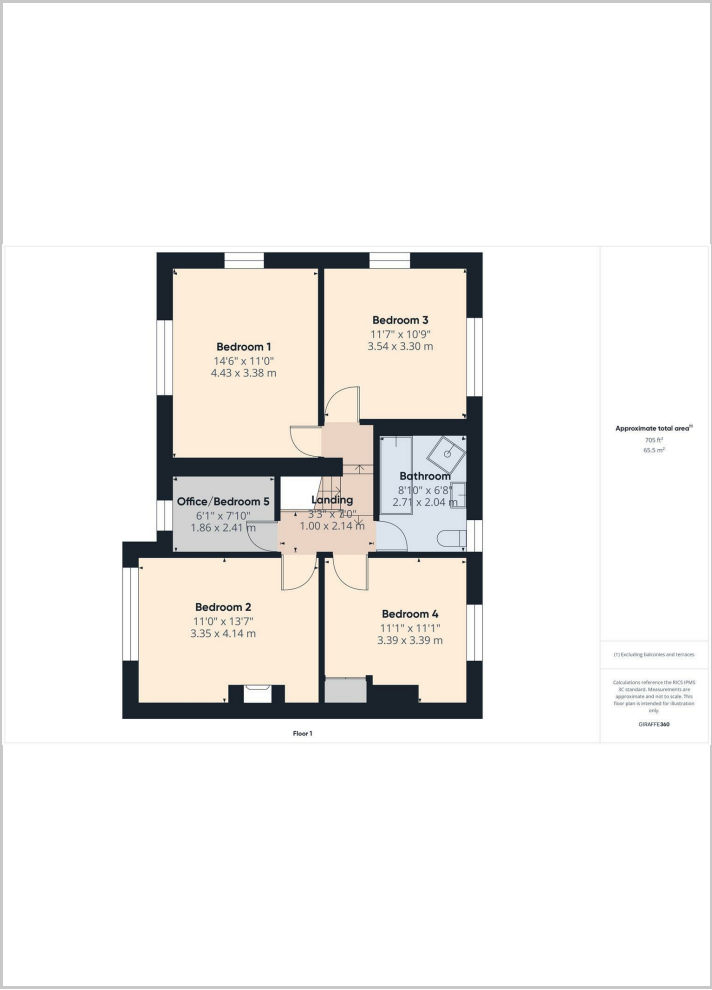 Bedroom 1
14'6" x 11'0"
4.43 x 3.38 m
Bedroom 3
11'7" x 10'9"
3.54 x 3.30 m
Office/Bedroom 5
6'1" x 7'10"
1.86 x 2.41 m
Landing
3'3" x 7'0"
1.00 x 2.14 m
Bathroom
8'10" x 6'8"
2.71 x 2.04 m
Bedroom 2
11'0" x 13'7"
3.35 x 4.14 m
Bedroom 4
11'1" x 11'1"
3.39 x 3.39 m
Floor 1
Approximate total area⁽¹⁾
705 ft²
65.5 m²
(1) Excluding balconies and terraces
Calculations reference the RICS IPMS
3C standard. Measurements are
approximate and not to scale. This
floor plan is intended for illustration
only.
GIRAFFE360